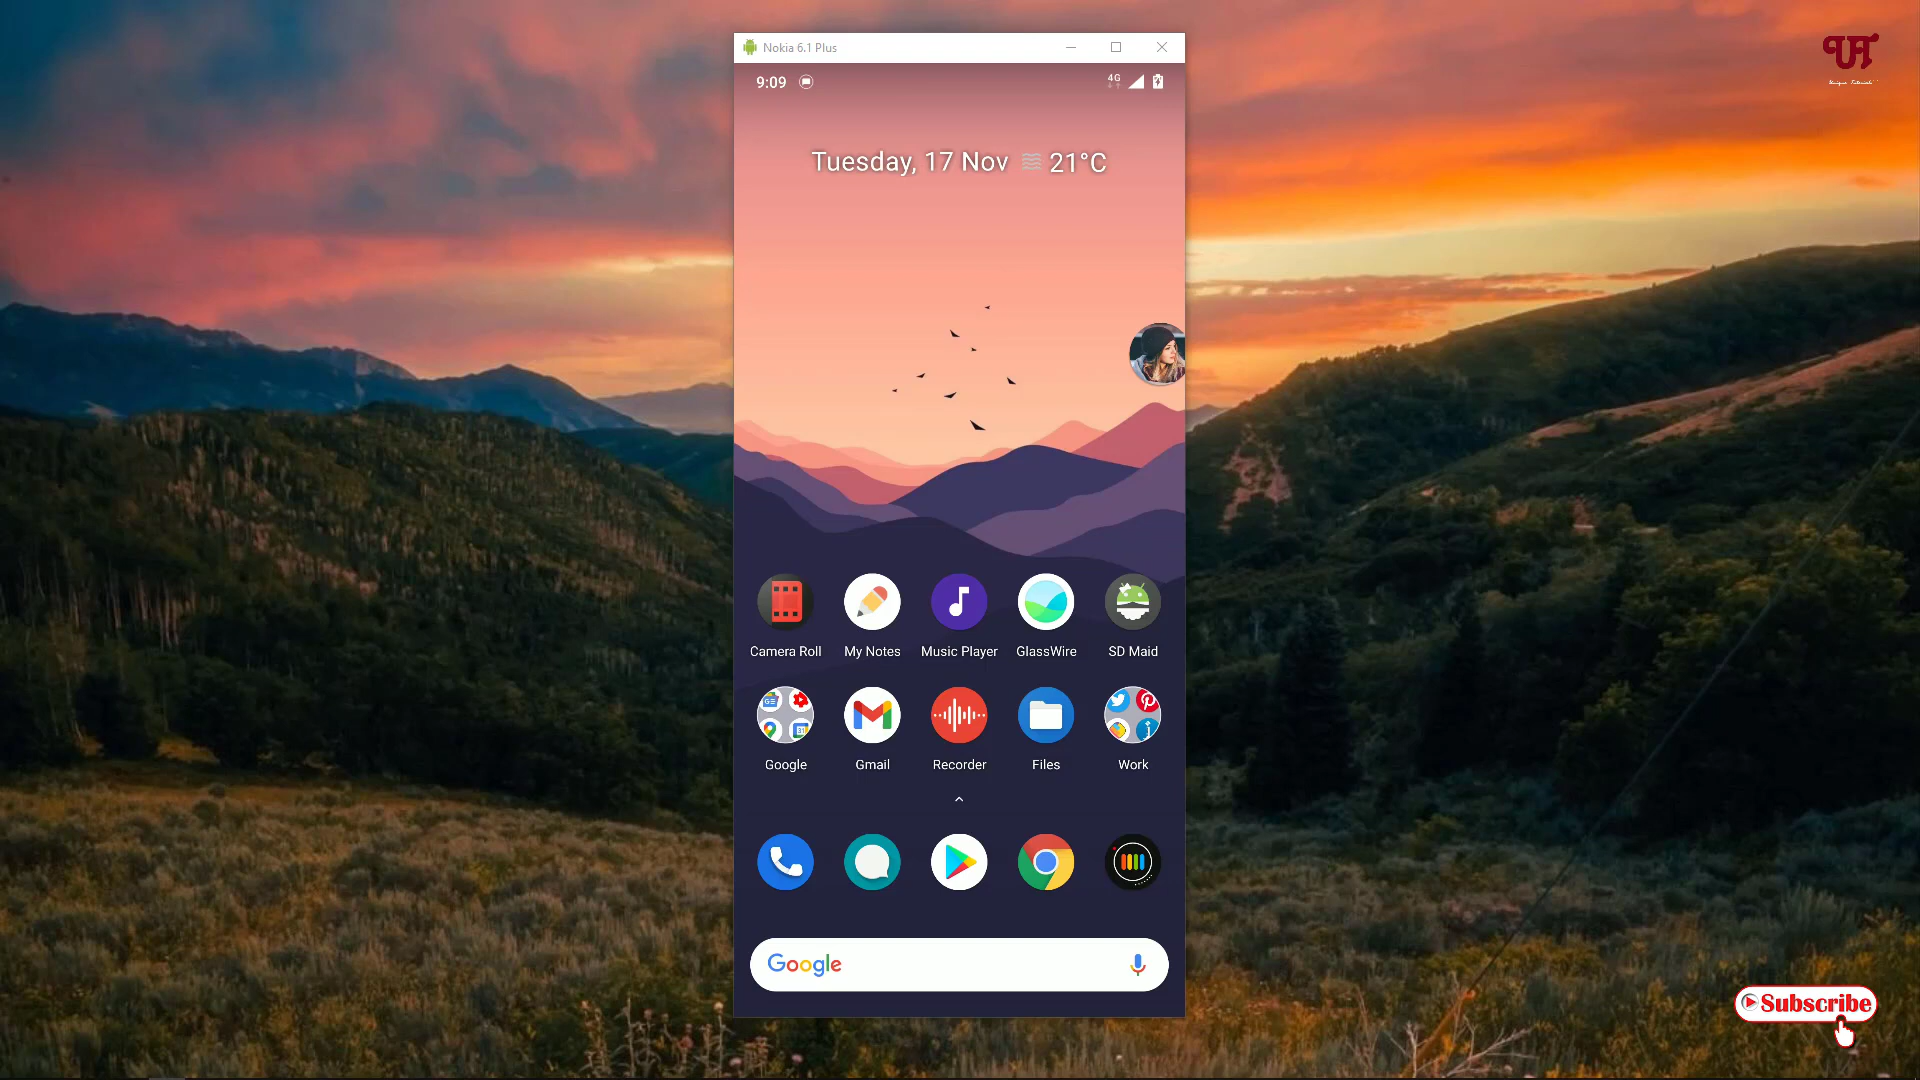 Nokia 6.1 Plus
9:09
4G
Tuesday, 17 Nov 21°C
Camera Roll My Notes Music Player GlassWire SD Maid
Google Gmail Recorder Files Work
Google
UT
Subscribe